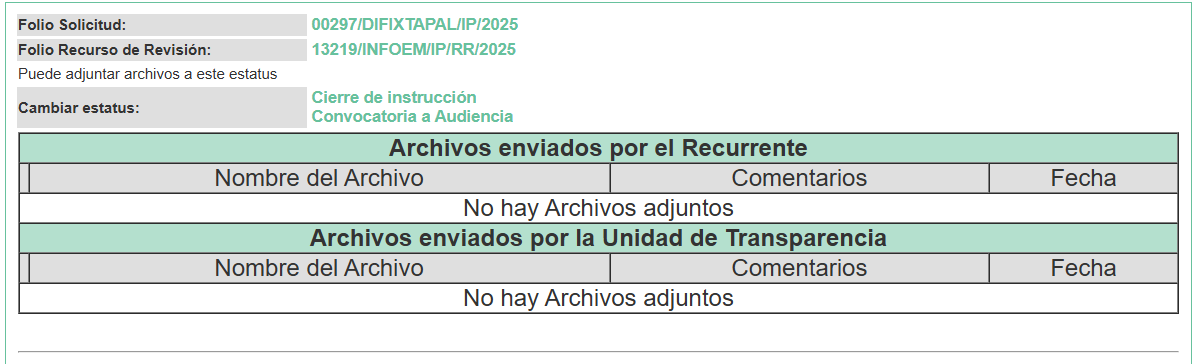 Folio Solicitud: 00297/DIFIXTAPAL/IP/2025
Folio Recurso de Revisión: 13219/INFOEM/IP/RR/2025
Puede adjuntar archivos a este estatus
Cambiar estatus: Cierre de instrucción
Convocatoria a Audiencia
Archivos enviados por el Recurrente
Nombre del Archivo Comentarios Fecha
No hay Archivos adjuntos
Archivos enviados por la Unidad de Transparencia
Nombre del Archivo Comentarios Fecha
No hay Archivos adjuntos